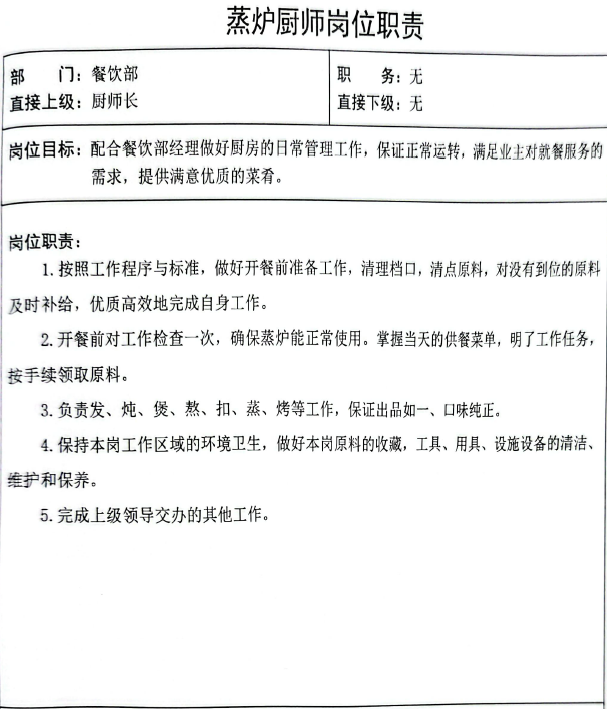 蒸炉厨师岗位职责
部　　门：餐饮部
职　　务：无
直接上级：厨师长
直接下级：无
岗位目标：配合餐饮部经理做好厨房的日常管理工作，保证正常运转，满足业主对就餐服务的
需求，提供满意优质的菜肴。
岗位职责：
1. 按照工作程序与标准，做好开餐前准备工作，清理档口，清点原料，对没有到位的原料
及时补给，优质高效地完成自身工作。
2. 开餐前对工作检查一次，确保蒸炉能正常使用。掌握当天的供餐菜单，明了工作任务，
按手续领取原料。
3. 负责发、炖、煲、熬、扣、蒸、烤等工作，保证出品如一、口味纯正。
4. 保持本岗工作区域的环境卫生，做好本岗原料的收藏，工具、用具、设施设备的清洁、
维护和保养。
5. 完成上级领导交办的其他工作。